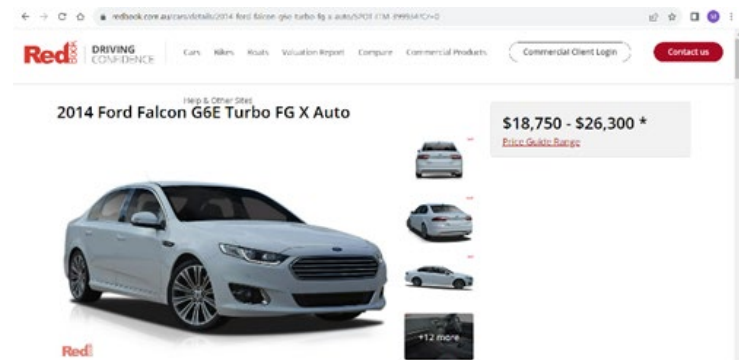 redbook.com.au/cars/details/2014-ford-falcon-g6e-turbo-fg-x-auto/SPOT-ITM-399934/?Cr=0
RedBook DRIVING CONFIDENCE
Cars Bikes Boats Valuation Report Compare Commercial Products Commercial Client Login Contact us
Help & Other Sites
2014 Ford Falcon G6E Turbo FG X Auto
$18,750 - $26,300 *
Price Guide Range
+12 more
Red